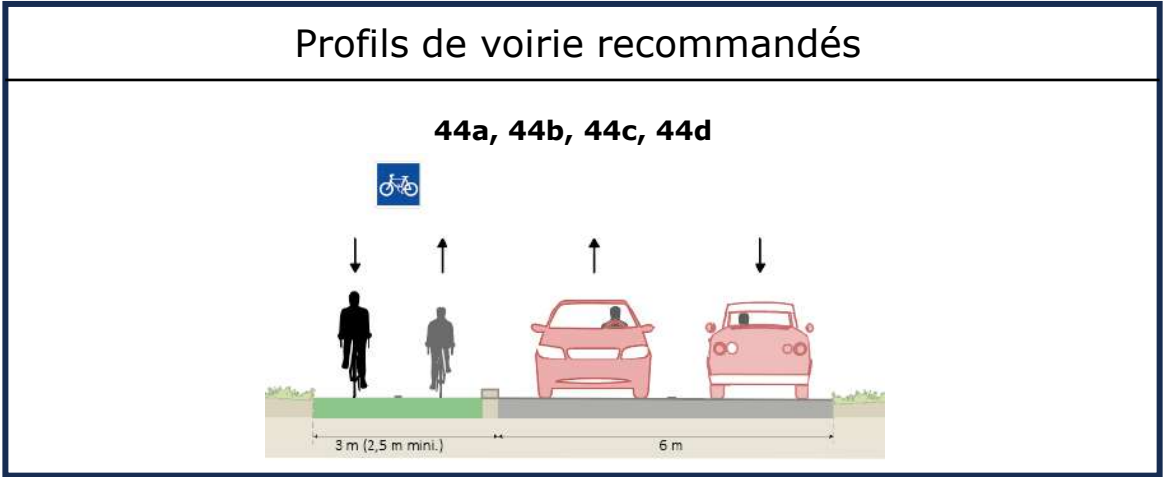 Profils de voirie recommandés
44a, 44b, 44c, 44d
3 m (2,5 m mini.)
6 m